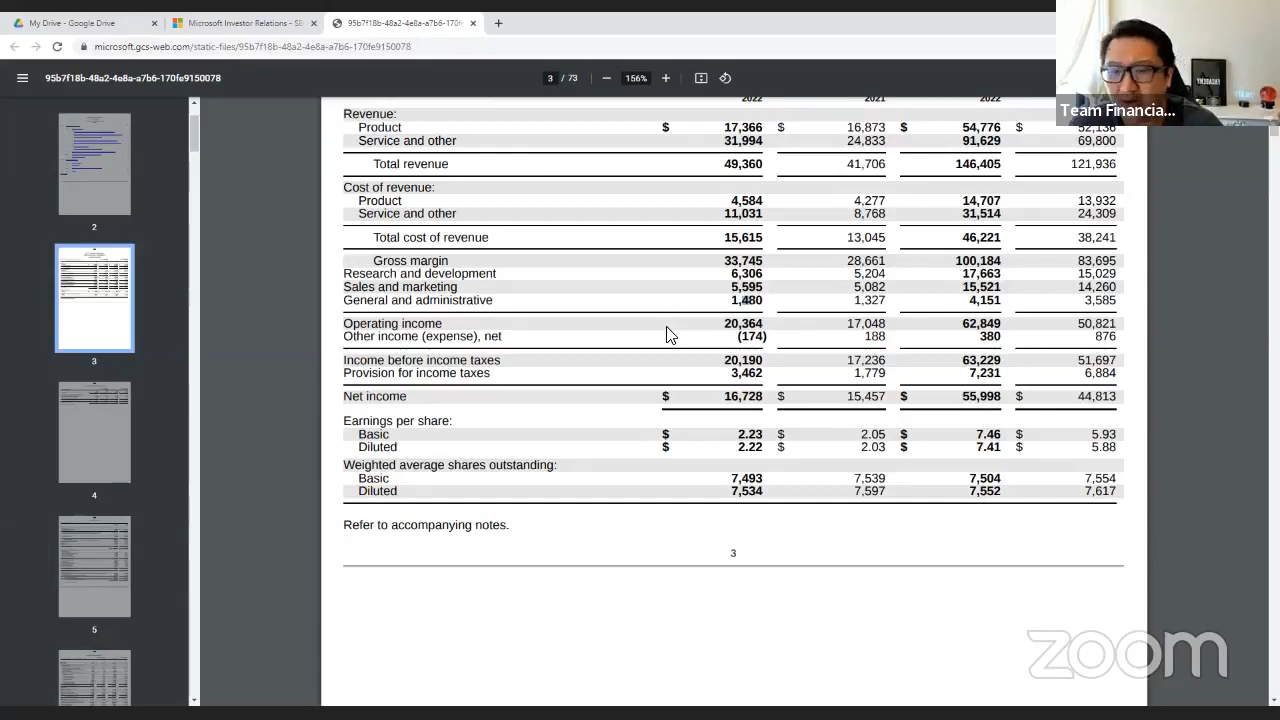 My Drive - Google Drive
Microsoft Investor Relations - SE
95b7f18b-48a2-4e8a-a7b6-170fe
microsoft.gcs-web.com/static-files/95b7f18b-48a2-4e8a-a7b6-170fe9150078
95b7f18b-48a2-4e8a-a7b6-170fe9150078
3 / 73
156%
Team Financia...
2022 2021 2022
Revenue:
Product $ 17,366 $ 16,873 $ 54,776 $ 52,136
Service and other 31,994 24,833 91,629 69,800
Total revenue 49,360 41,706 146,405 121,936
Cost of revenue:
Product 4,584 4,277 14,707 13,932
Service and other 11,031 8,768 31,514 24,309
Total cost of revenue 15,615 13,045 46,221 38,241
Gross margin 33,745 28,661 100,184 83,695
Research and development 6,306 5,204 17,663 15,029
Sales and marketing 5,595 5,082 15,521 14,260
General and administrative 1,480 1,327 4,151 3,585
Operating income 20,364 17,048 62,849 50,821
Other income (expense), net (174) 188 380 876
Income before income taxes 20,190 17,236 63,229 51,697
Provision for income taxes 3,462 1,779 7,231 6,884
Net income $ 16,728 $ 15,457 $ 55,998 $ 44,813
Earnings per share:
Basic $ 2.23 $ 2.05 $ 7.46 $ 5.93
Diluted $ 2.22 $ 2.03 $ 7.41 $ 5.88
Weighted average shares outstanding:
Basic 7,493 7,539 7,504 7,554
Diluted 7,534 7,597 7,552 7,617
Refer to accompanying notes.
3
2
3
4
5
zoom